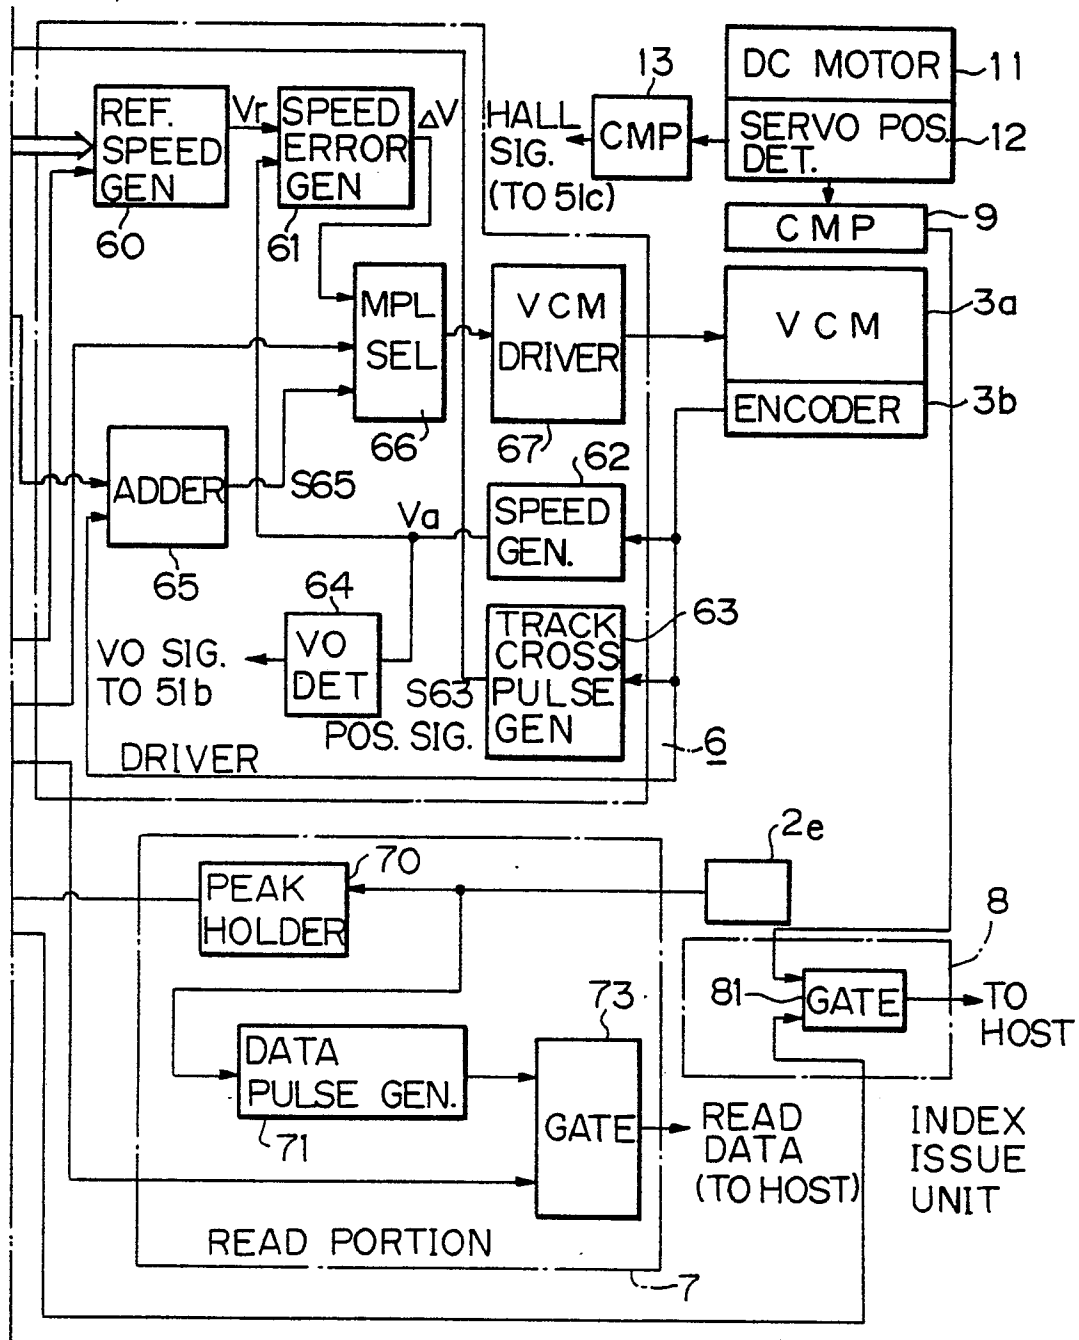 DC MOTOR
11
SERVO POS.
DET.
12
13
CMP
HALL
SIG.
(TO 51c)
CMP
9
REF.
SPEED
GEN
60
Vr
SPEED
ERROR
GEN
61
ΔV
MPL
SEL
66
VCM
DRIVER
67
VCM
3a
ENCODER
3b
ADDER
65
S65
Va
62
SPEED
GEN.
64
VO
DET
VO SIG.
TO 51b
63
TRACK
CROSS
PULSE
GEN
S63
POS. SIG.
DRIVER
6
2e
70
PEAK
HOLDER
8
81
GATE
TO
HOST
73
DATA
PULSE GEN.
71
GATE
READ
DATA
(TO HOST)
INDEX
ISSUE
UNIT
READ PORTION
7